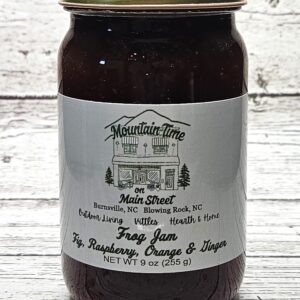 Mountain Time
on
Main Street
Burnsville, NC Blowing Rock, NC
Outdoor Living Vittles Hearth & Home
Frog Jam
Fig, Raspberry, Orange & Ginger
NET WT 9 oz (255 g)